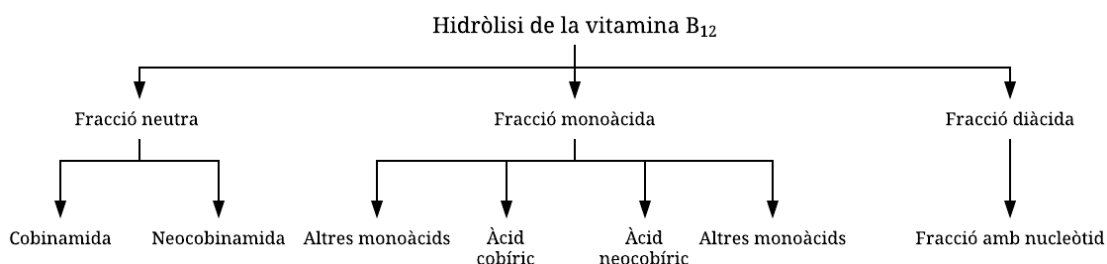 Hidròlisi de la vitamina B₁₂
Fracció neutra
Fracció monoàcida
Fracció diàcida
Cobinamida
Neocobinamida
Altres monoàcids
Àcid
cobíric
Àcid
neocobíric
Altres monoàcids
Fracció amb nucleòtid